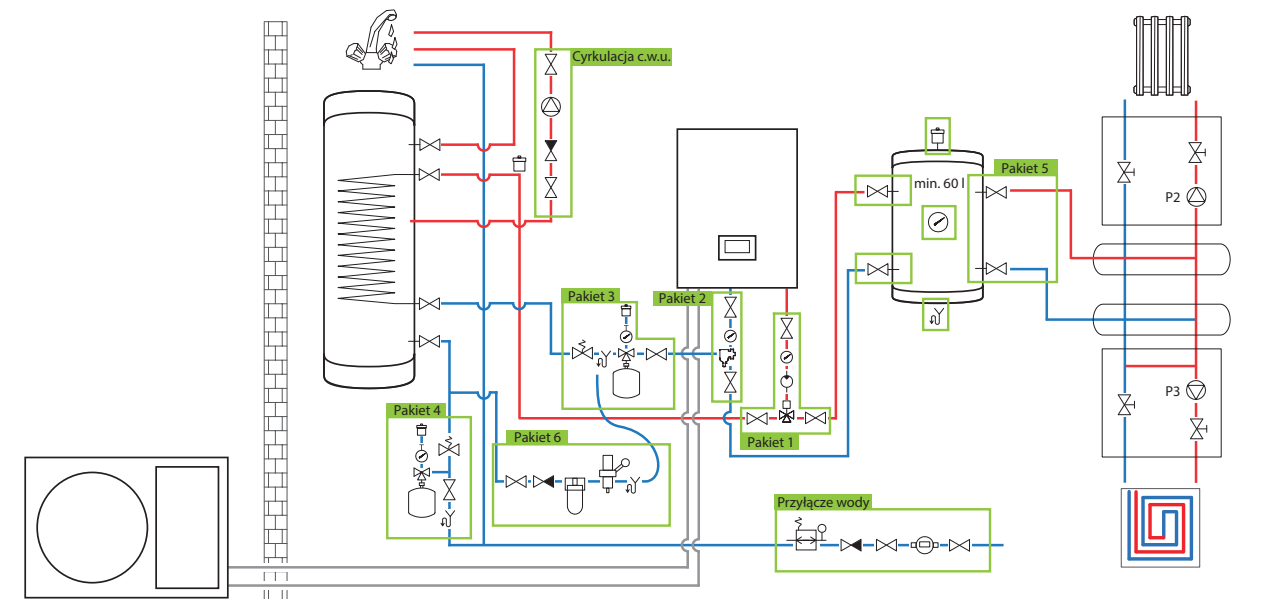 Cyrkulacja c.w.u.
Pakiet 5
min. 60 l
P2
Pakiet 3
Pakiet 2
Pakiet 4
P3
Pakiet 6
Pakiet 1
Przyłącze wody